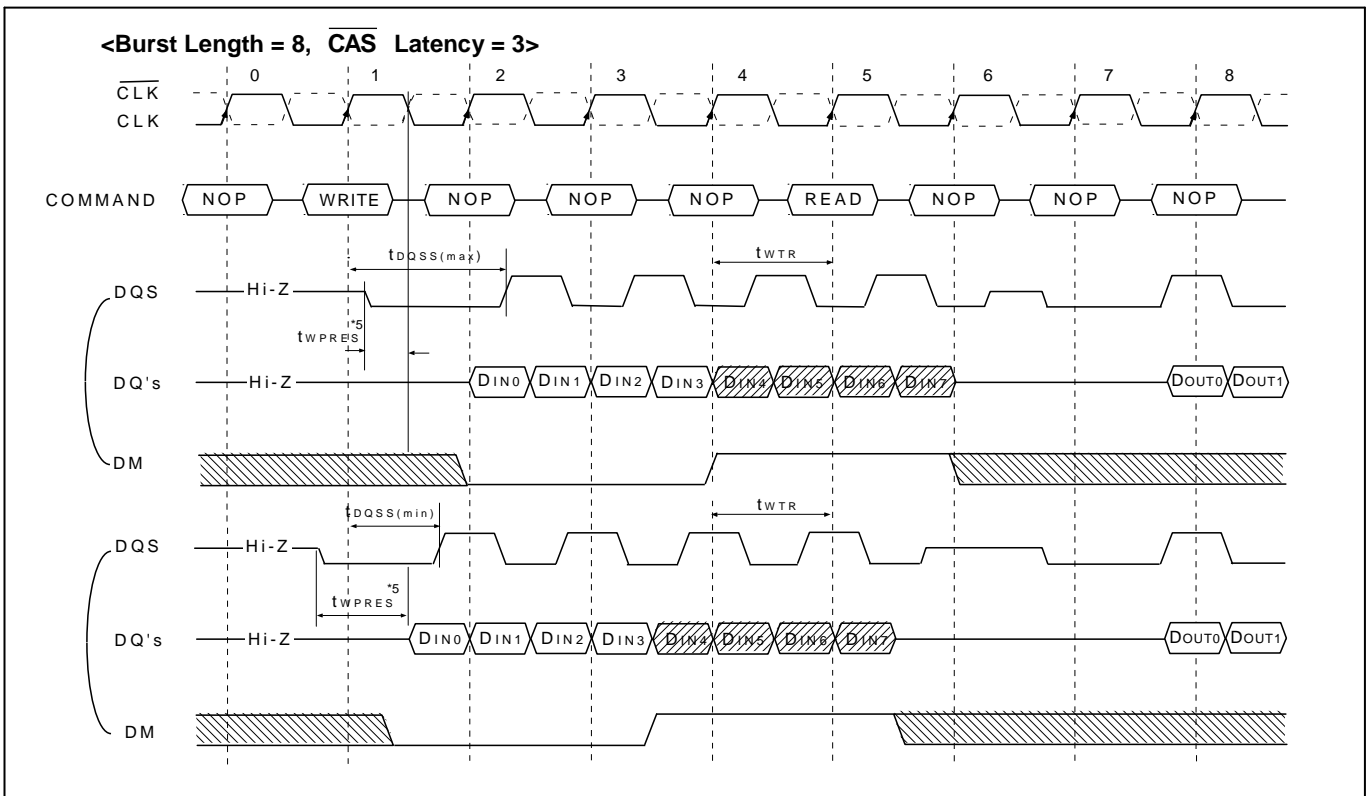 <Burst Length = 8, CAS Latency = 3>
0 1 2 3 4 5 6 7 8
CLK
CLK
COMMAND NOP WRITE NOP NOP NOP READ NOP NOP NOP
tDQSS(max) tWTR
DQS Hi-Z
tWPRES*5
DQ's Hi-Z DIN0 DIN1 DIN2 DIN3 DIN4 DIN5 DIN6 DIN7 DOUT0 DOUT1
DM
tDQSS(min) tWTR
DQS Hi-Z
tWPRES*5
DQ's Hi-Z DIN0 DIN1 DIN2 DIN3 DIN4 DIN5 DIN6 DIN7 DOUT0 DOUT1
DM